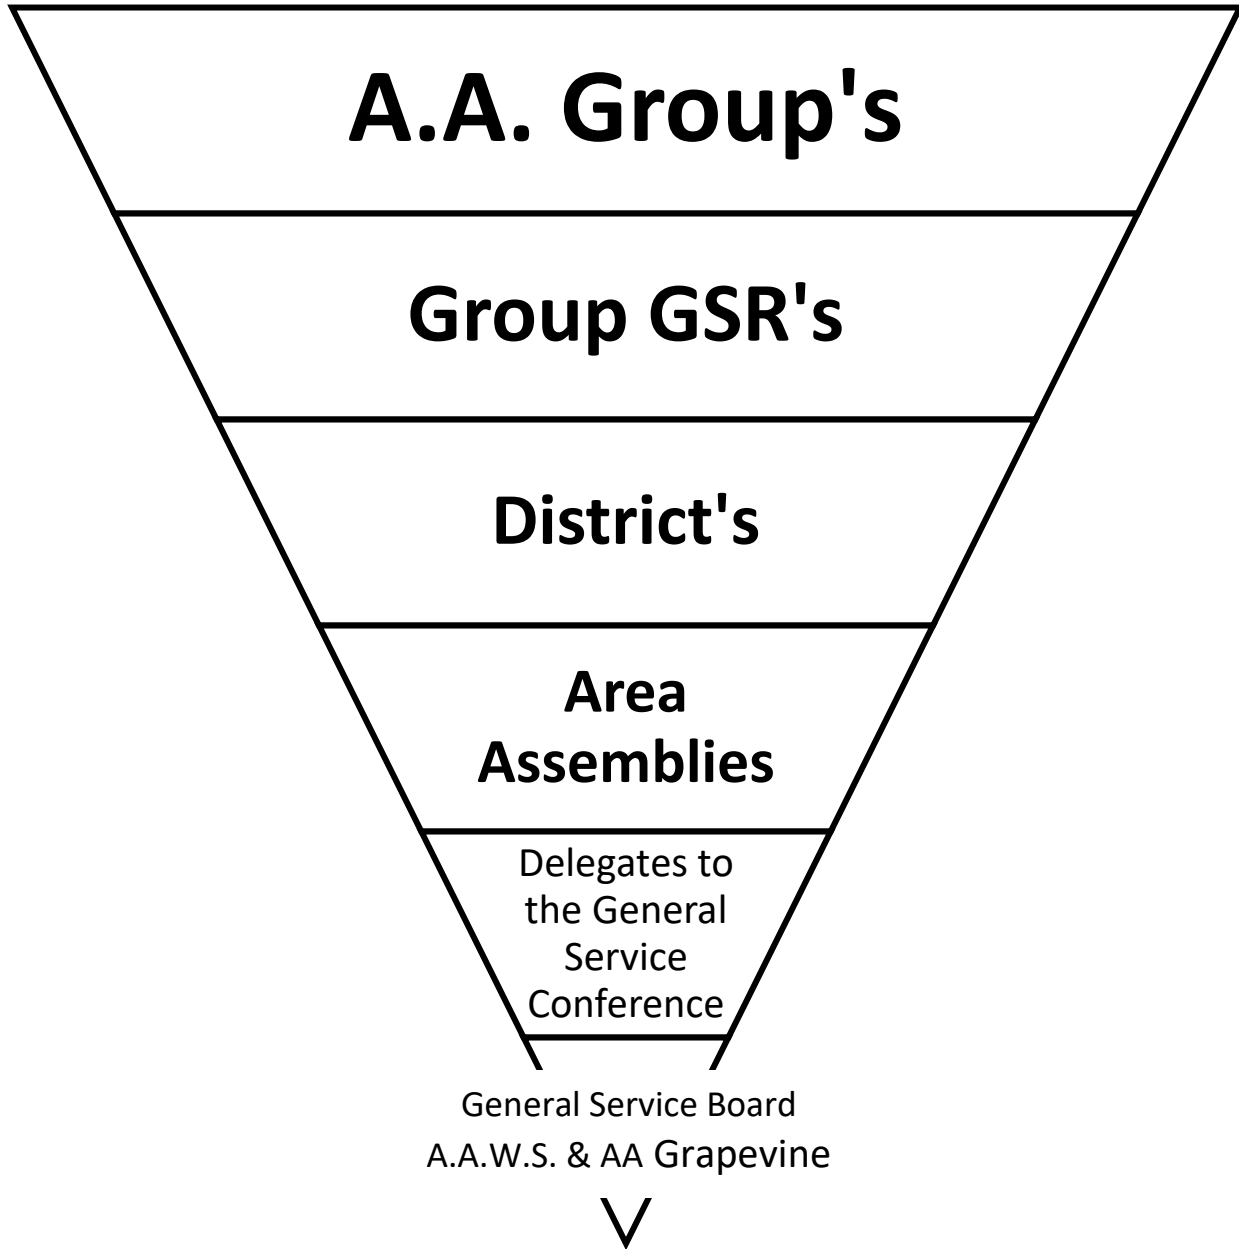 A.A. Group's
Group GSR's
District's
Area
Assemblies
Delegates to
the General
Service
Conference
General Service Board
A.A.W.S. & AA Grapevine